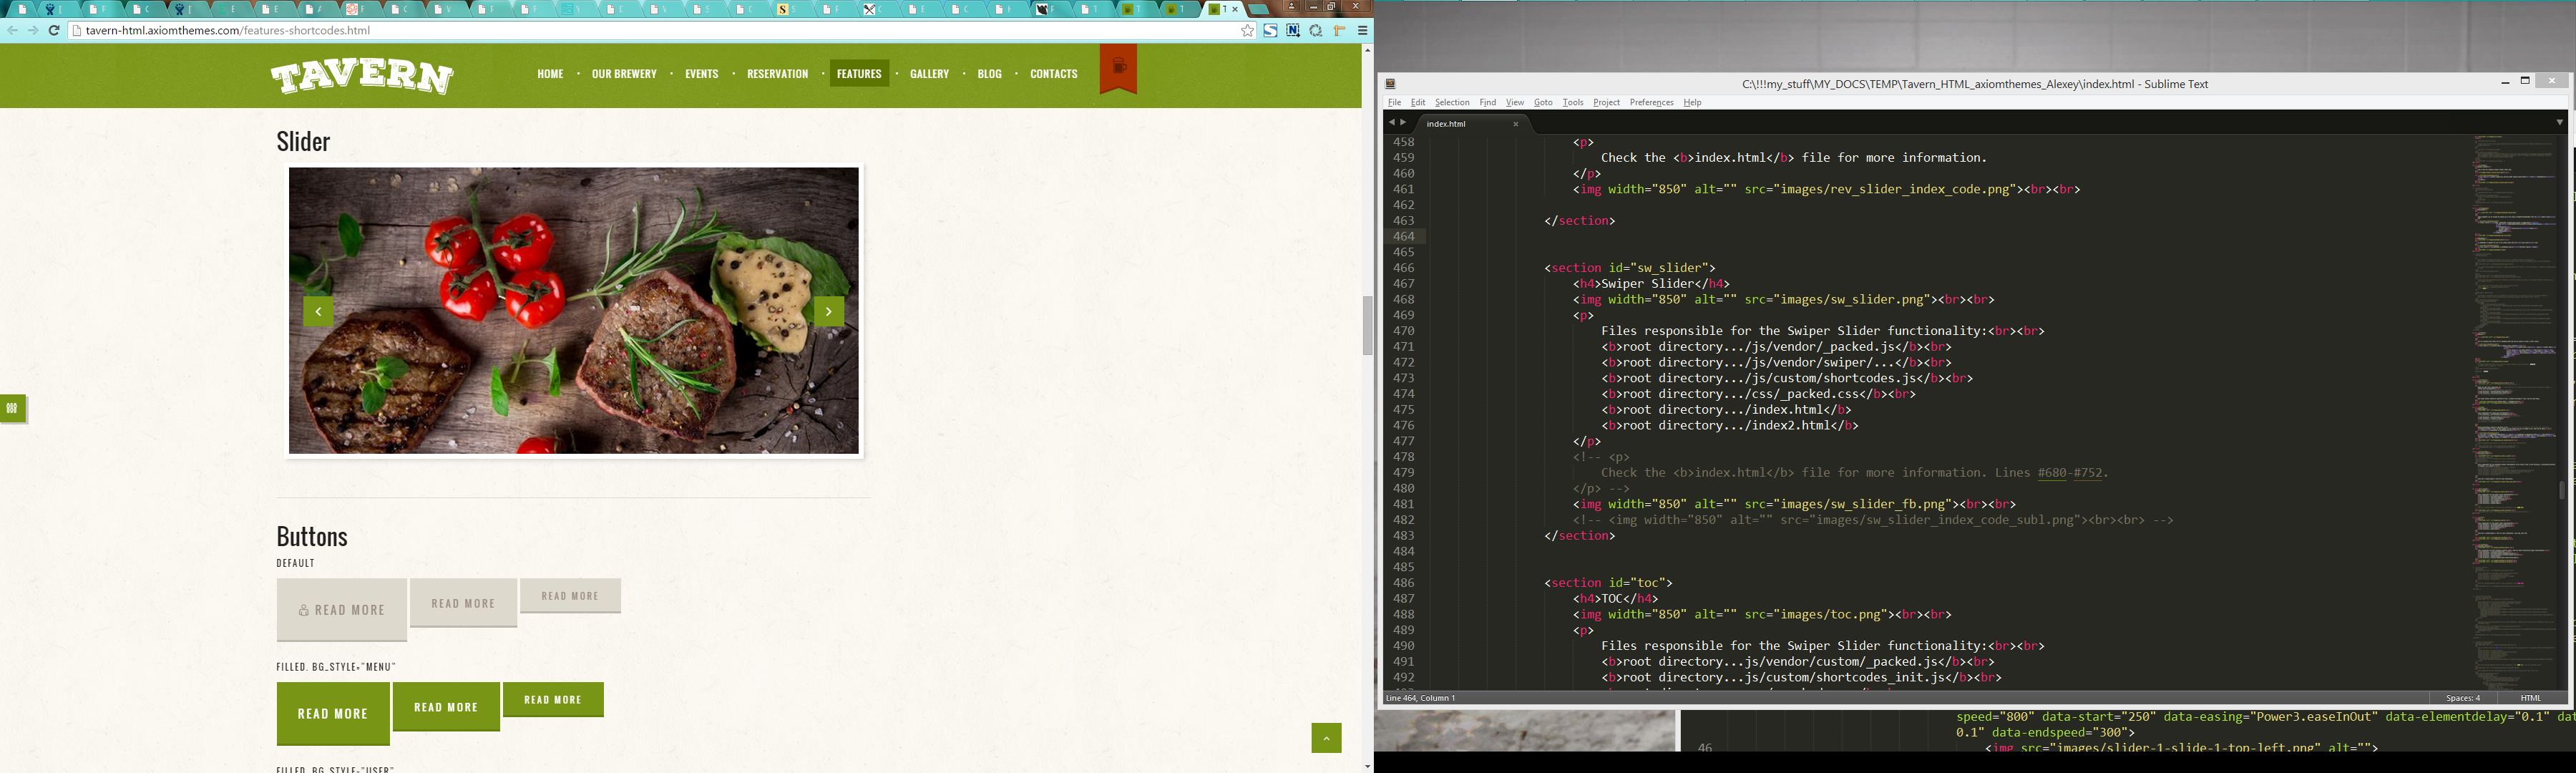 tavern-html.axiomthemes.com/features-shortcodes.html
TAVERN
HOME
OUR BREWERY
EVENTS
RESERVATION
FEATURES
GALLERY
BLOG
CONTACTS
Slider
Buttons
DEFAULT
READ MORE
READ MORE
READ MORE
FILLED. BG_STYLE="MENU"
READ MORE
READ MORE
READ MORE
FILLED. BG_STYLE="USER"
C:\!!!my_stuff\MY_DOCS\TEMP\Tavern_HTML_axiomthemes_Alexey\index.html - Sublime Text
File Edit Selection Find View Goto Tools Project Preferences Help
index.html
458 <p>
459 Check the <b>index.html</b> file for more information.
460 </p>
461 <img width="850" alt="" src="images/rev_slider_index_code.png"><br><br>
462
463 </section>
464
465
466 <section id="sw_slider">
467 <h4>Swiper Slider</h4>
468 <img width="850" alt="" src="images/sw_slider.png"><br><br>
469 <p>
470 Files responsible for the Swiper Slider functionality:<br><br>
471 <b>root directory.../js/vendor/_packed.js</b><br>
472 <b>root directory.../js/vendor/swiper/...</b><br>
473 <b>root directory.../js/custom/shortcodes.js</b><br>
474 <b>root directory.../css/_packed.css</b><br>
475 <b>root directory.../index.html</b>
476 <b>root directory.../index2.html</b>
477 </p>
478 <!-- <p>
479 Check the <b>index.html</b> file for more information. Lines #680-#752.
480 </p> -->
481 <img width="850" alt="" src="images/sw_slider_fb.png"><br><br>
482 <!-- <img width="850" alt="" src="images/sw_slider_index_code_subl.png"><br><br> -->
483 </section>
484
485
486 <section id="toc">
487 <h4>TOC</h4>
488 <img width="850" alt="" src="images/toc.png"><br><br>
489 <p>
490 Files responsible for the Swiper Slider functionality:<br><br>
491 <b>root directory...js/vendor/custom/_packed.js</b><br>
492 <b>root directory.../js/custom/shortcodes_init.js</b><br>
Line 464, Column 1
Spaces: 4
HTML
speed="800" data-start="250" data-easing="Power3.easeInOut" data-elementdelay="0.1"
0.1" data-endspeed="300">
46 <img src="images/slider-1-slide-1-top-left.png" alt="">